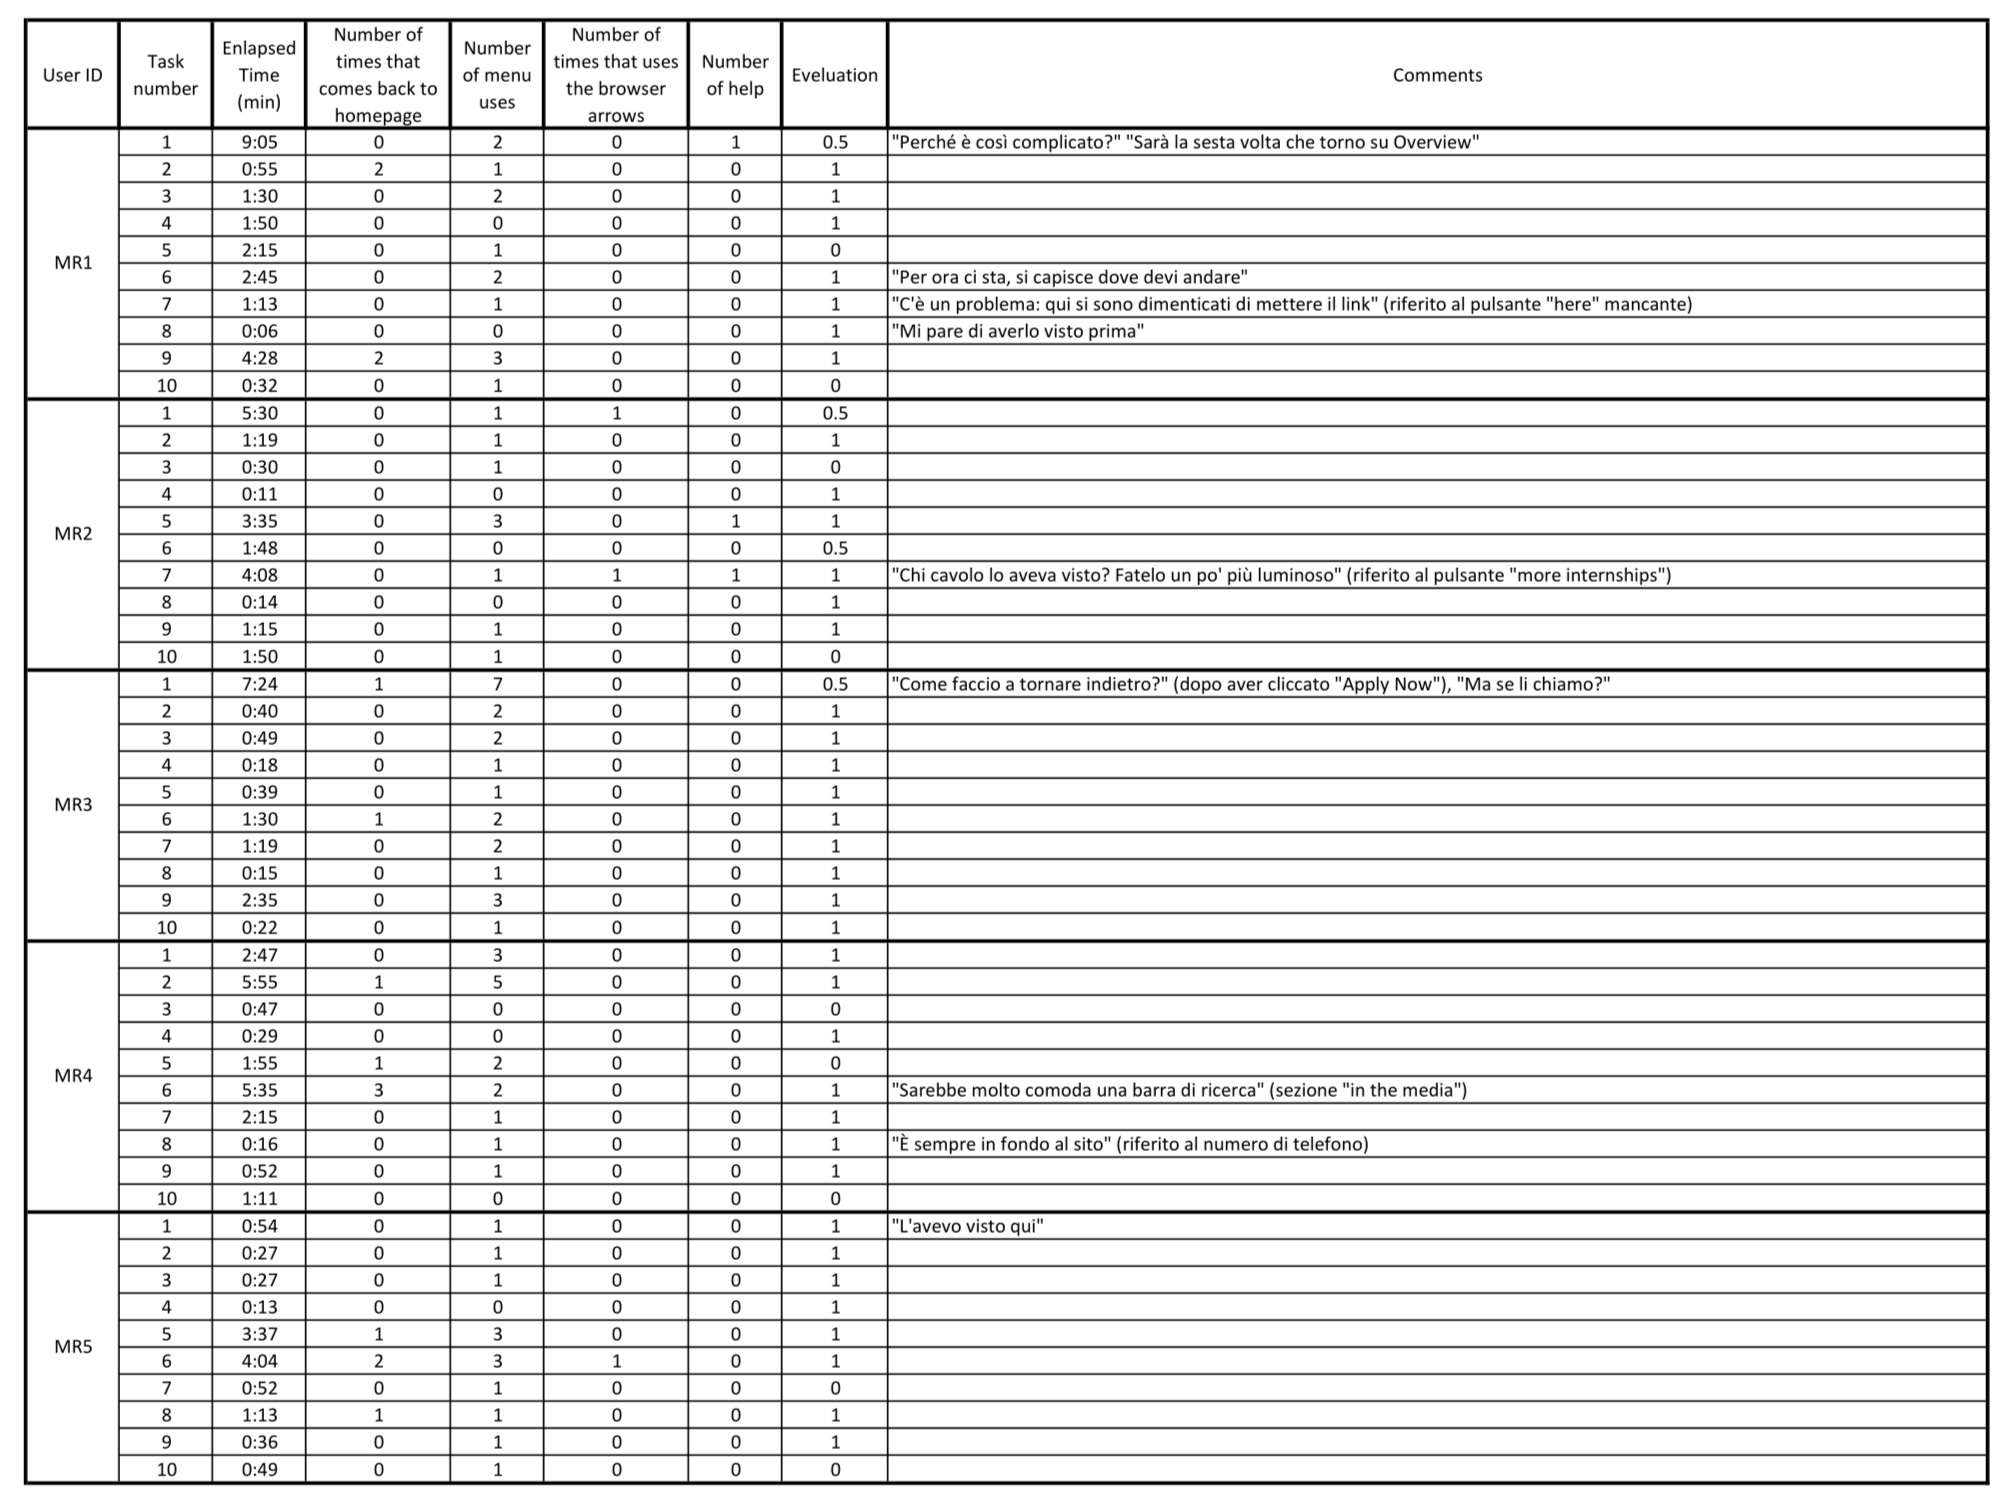 User ID Task number Enlapsed Time (min) Number of times that comes back to homepage Number of menu uses Number of times that uses the browser arrows Number of help Eveluation Comments
MR1
1 9:05 0 2 0 1 0.5 "Perché è così complicato?" "Sarà la sesta volta che torno su Overview"
2 0:55 2 1 0 0 1
3 1:30 0 2 0 0 1
4 1:50 0 0 0 0 1
5 2:15 0 1 0 0 0
6 2:45 0 2 0 0 1 "Per ora ci sta, si capisce dove devi andare"
7 1:13 0 1 0 0 1 "C'è un problema: qui si sono dimenticati di mettere il link" (riferito al pulsante "here" mancante)
8 0:06 0 0 0 0 1 "Mi pare di averlo visto prima"
9 4:28 2 3 0 0 1
10 0:32 0 1 0 0 0
MR2
1 5:30 0 1 1 0 0.5
2 1:19 0 1 0 0 1
3 0:30 0 1 0 0 0
4 0:11 0 0 0 0 1
5 3:35 0 3 0 1 1
6 1:48 0 0 0 0 0.5
7 4:08 0 1 1 1 1 "Chi cavolo lo aveva visto? Fatelo un po' più luminoso" (riferito al pulsante "more internships")
8 0:14 0 0 0 0 1
9 1:15 0 1 0 0 1
10 1:50 0 1 0 0 0
MR3
1 7:24 1 7 0 0 0.5 "Come faccio a tornare indietro?" (dopo aver cliccato "Apply Now"), "Ma se li chiamo?"
2 0:40 0 2 0 0 1
3 0:49 0 2 0 0 1
4 0:18 0 1 0 0 1
5 0:39 0 1 0 0 1
6 1:30 1 2 0 0 1
7 1:19 0 2 0 0 1
8 0:15 0 1 0 0 1
9 2:35 0 3 0 0 1
10 0:22 0 1 0 0 1
MR4
1 2:47 0 3 0 0 1
2 5:55 1 5 0 0 1
3 0:47 0 0 0 0 0
4 0:29 0 0 0 0 1
5 1:55 1 2 0 0 0
6 5:35 3 2 0 0 1 "Sarebbe molto comoda una barra di ricerca" (sezione "in the media")
7 2:15 0 1 0 0 1
8 0:16 0 1 0 0 1 "È sempre in fondo al sito" (riferito al numero di telefono)
9 0:52 0 1 0 0 1
10 1:11 0 0 0 0 0
MR5
1 0:54 0 1 0 0 1 "L'avevo visto qui"
2 0:27 0 1 0 0 1
3 0:27 0 1 0 0 1
4 0:13 0 0 0 0 1
5 3:37 1 3 0 0 1
6 4:04 2 3 1 0 1
7 0:52 0 1 0 0 0
8 1:13 1 1 0 0 1
9 0:36 0 1 0 0 1
10 0:49 0 1 0 0 0